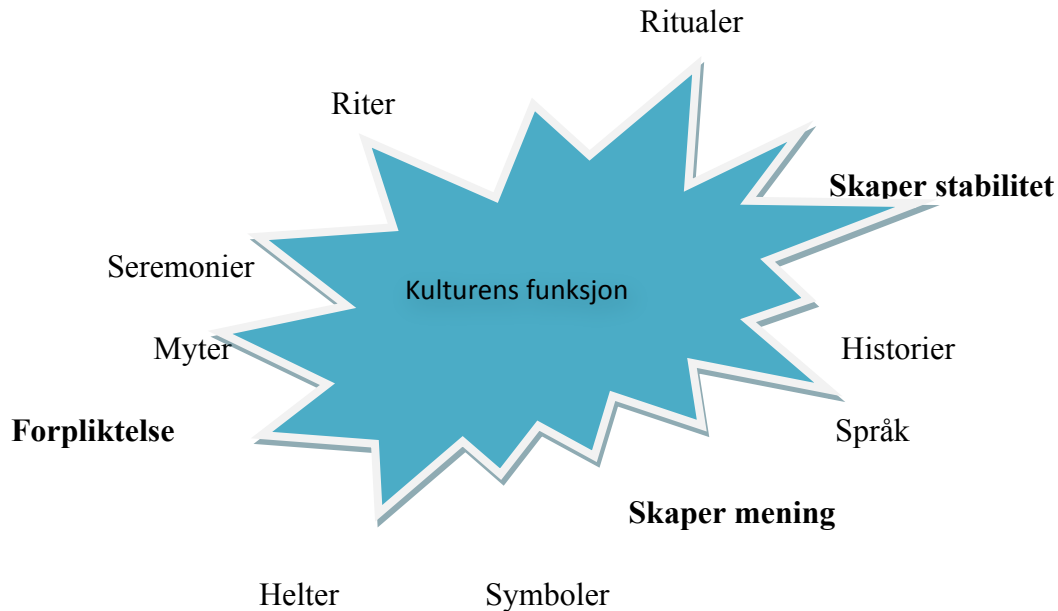 Ritualer
Riter
Skaper stabilitet
Seremonier
Kulturens funksjon
Myter
Historier
Forpliktelse
Språk
Skaper mening
Helter
Symboler